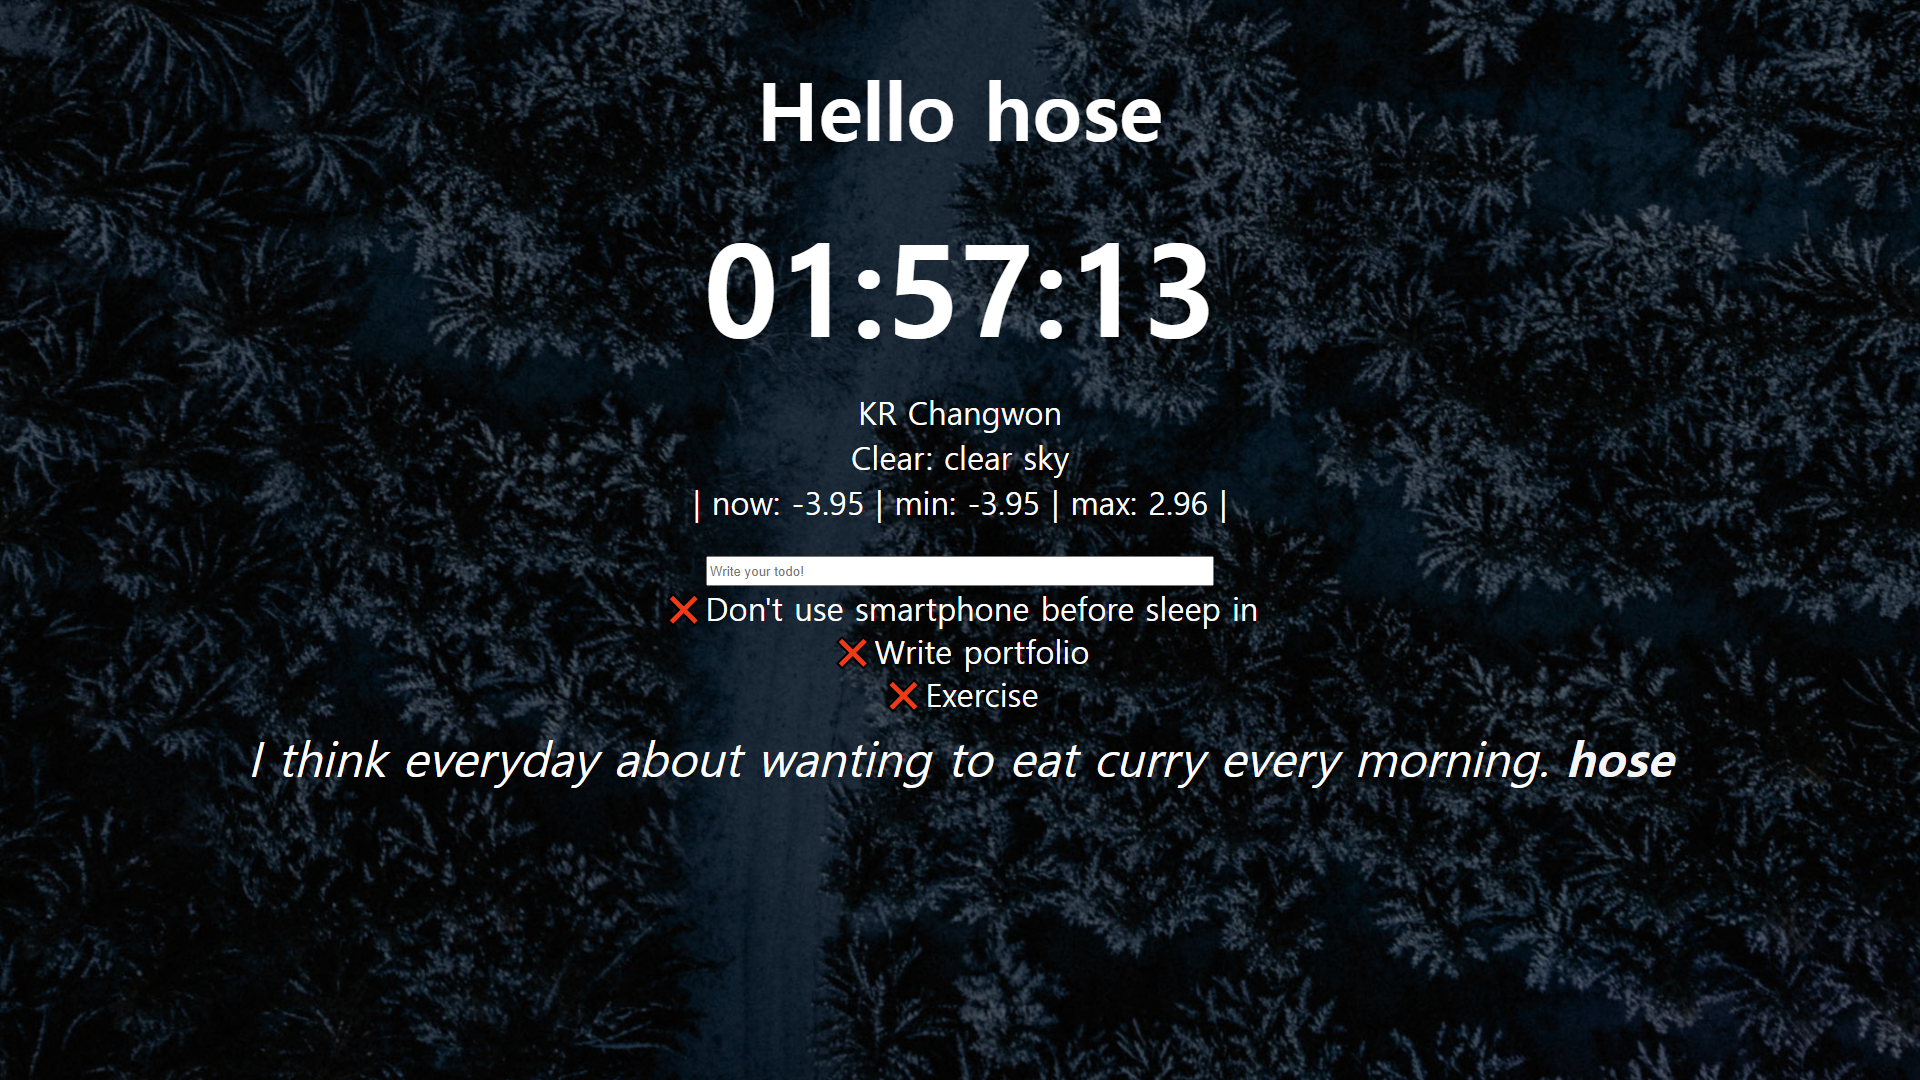 Hello hose
01:57:13
KR Changwon
Clear: clear sky
| now: -3.95 | min: -3.95 | max: 2.96 |
Write your todo!
❌Don't use smartphone before sleep in
❌Write portfolio
❌Exercise
I think everyday about wanting to eat curry every morning. hose